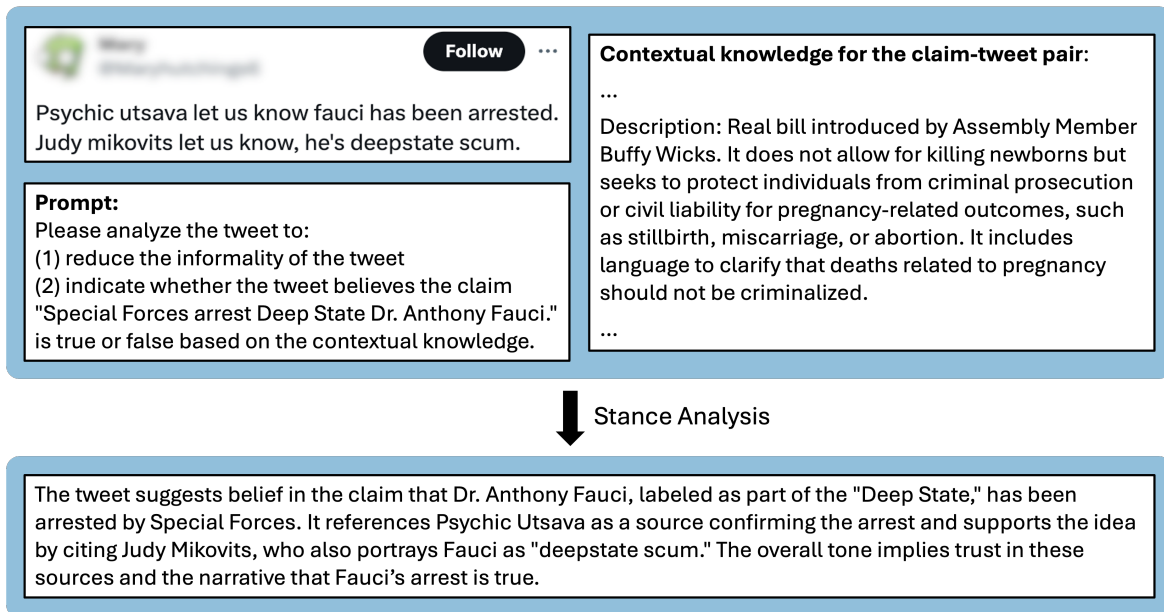 Follow
...
Psychic utsava let us know fauci has been arrested.
Judy mikovits let us know, he's deepstate scum.
Prompt:
Please analyze the tweet to:
(1) reduce the informality of the tweet
(2) indicate whether the tweet believes the claim
"Special Forces arrest Deep State Dr. Anthony Fauci."
is true or false based on the contextual knowledge.
Contextual knowledge for the claim-tweet pair:
...
Description: Real bill introduced by Assembly Member
Buffy Wicks. It does not allow for killing newborns but
seeks to protect individuals from criminal prosecution
or civil liability for pregnancy-related outcomes, such
as stillbirth, miscarriage, or abortion. It includes
language to clarify that deaths related to pregnancy
should not be criminalized.
...
Stance Analysis
The tweet suggests belief in the claim that Dr. Anthony Fauci, labeled as part of the "Deep State," has been
arrested by Special Forces. It references Psychic Utsava as a source confirming the arrest and supports the idea
by citing Judy Mikovits, who also portrays Fauci as "deepstate scum." The overall tone implies trust in these
sources and the narrative that Fauci’s arrest is true.